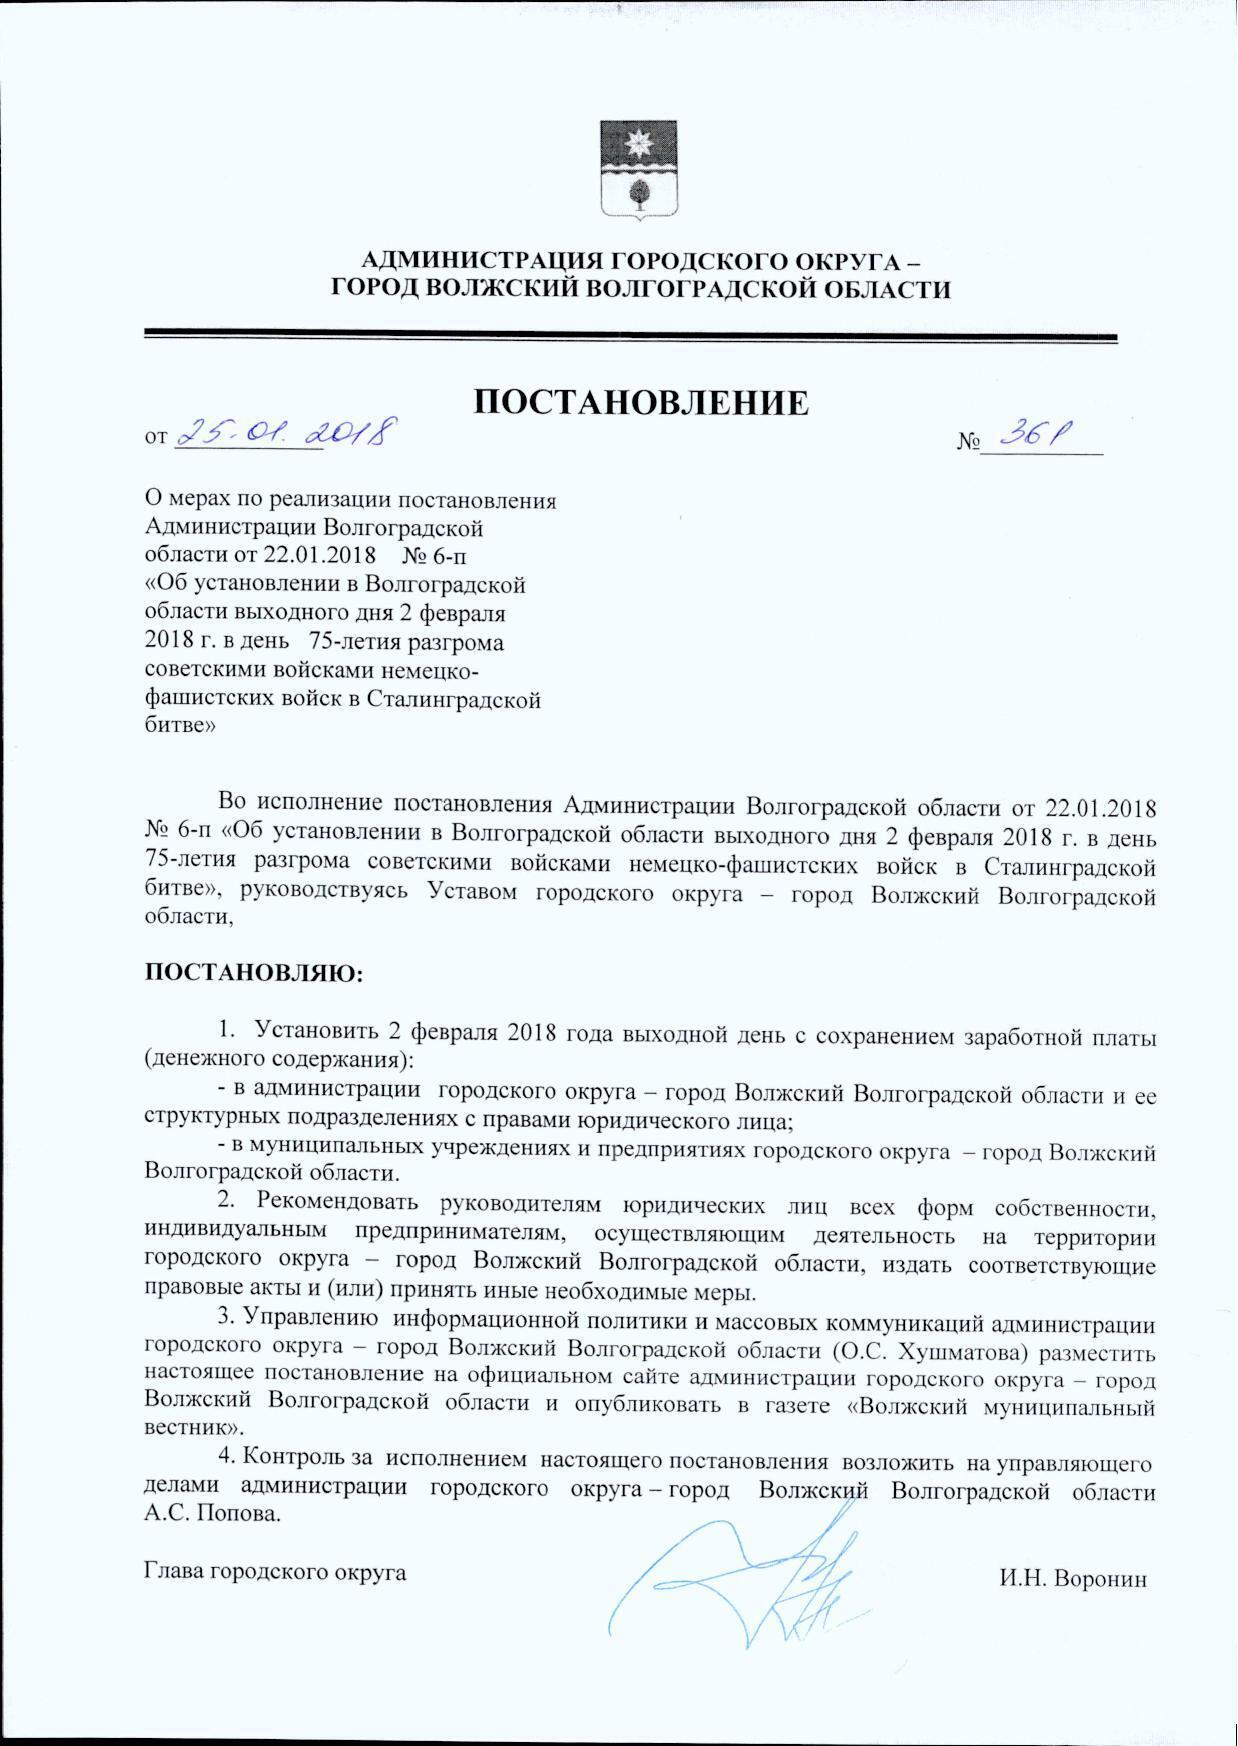 АДМИНИСТРАЦИЯ ГОРОДСКОГО ОКРУГА –
ГОРОД ВОЛЖСКИЙ ВОЛГОГРАДСКОЙ ОБЛАСТИ
ПОСТАНОВЛЕНИЕ
от 25.01.2018 №
О мерах по реализации постановления
Администрации Волгоградской
области от 22.01.2018 № 6-п
«Об установлении в Волгоградской
области выходного дня 2 февраля
2018 г. в день 75-летия разгрома
советскими войсками немецко-
фашистских войск в Сталинградской
битве»
Во исполнение постановления Администрации Волгоградской области от 22.01.2018
№ 6-п «Об установлении в Волгоградской области выходного дня 2 февраля 2018 г. в день
75-летия разгрома советскими войсками немецко-фашистских войск в Сталинградской
битве», руководствуясь Уставом городского округа – город Волжский Волгоградской
области,
ПОСТАНОВЛЯЮ:
1. Установить 2 февраля 2018 года выходной день с сохранением заработной платы
(денежного содержания):
- в администрации городского округа – город Волжский Волгоградской области и ее
структурных подразделениях с правами юридического лица;
- в муниципальных учреждениях и предприятиях городского округа – город Волжский
Волгоградской области.
2. Рекомендовать руководителям юридических лиц всех форм собственности,
индивидуальным предпринимателям, осуществляющим деятельность на территории
городского округа – город Волжский Волгоградской области, издать соответствующие
правовые акты и (или) принять иные необходимые меры.
3. Управлению информационной политики и массовых коммуникаций администрации
городского округа – город Волжский Волгоградской области (О.С. Хушматова) разместить
настоящее постановление на официальном сайте администрации городского округа – город
Волжский Волгоградской области и опубликовать в газете «Волжский муниципальный
вестник».
4. Контроль за исполнением настоящего постановления возложить на управляющего
делами администрации городского округа – город Волжский Волгоградской области
А.С. Попова.
Глава городского округа И.Н. Воронин